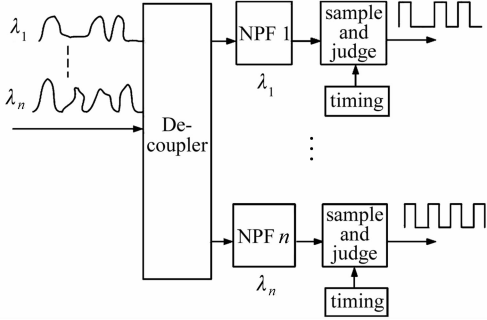 λ1
λn
De-
coupler
NPF 1
λ1
sample
and
judge
timing
NPF n
λn
sample
and
judge
timing